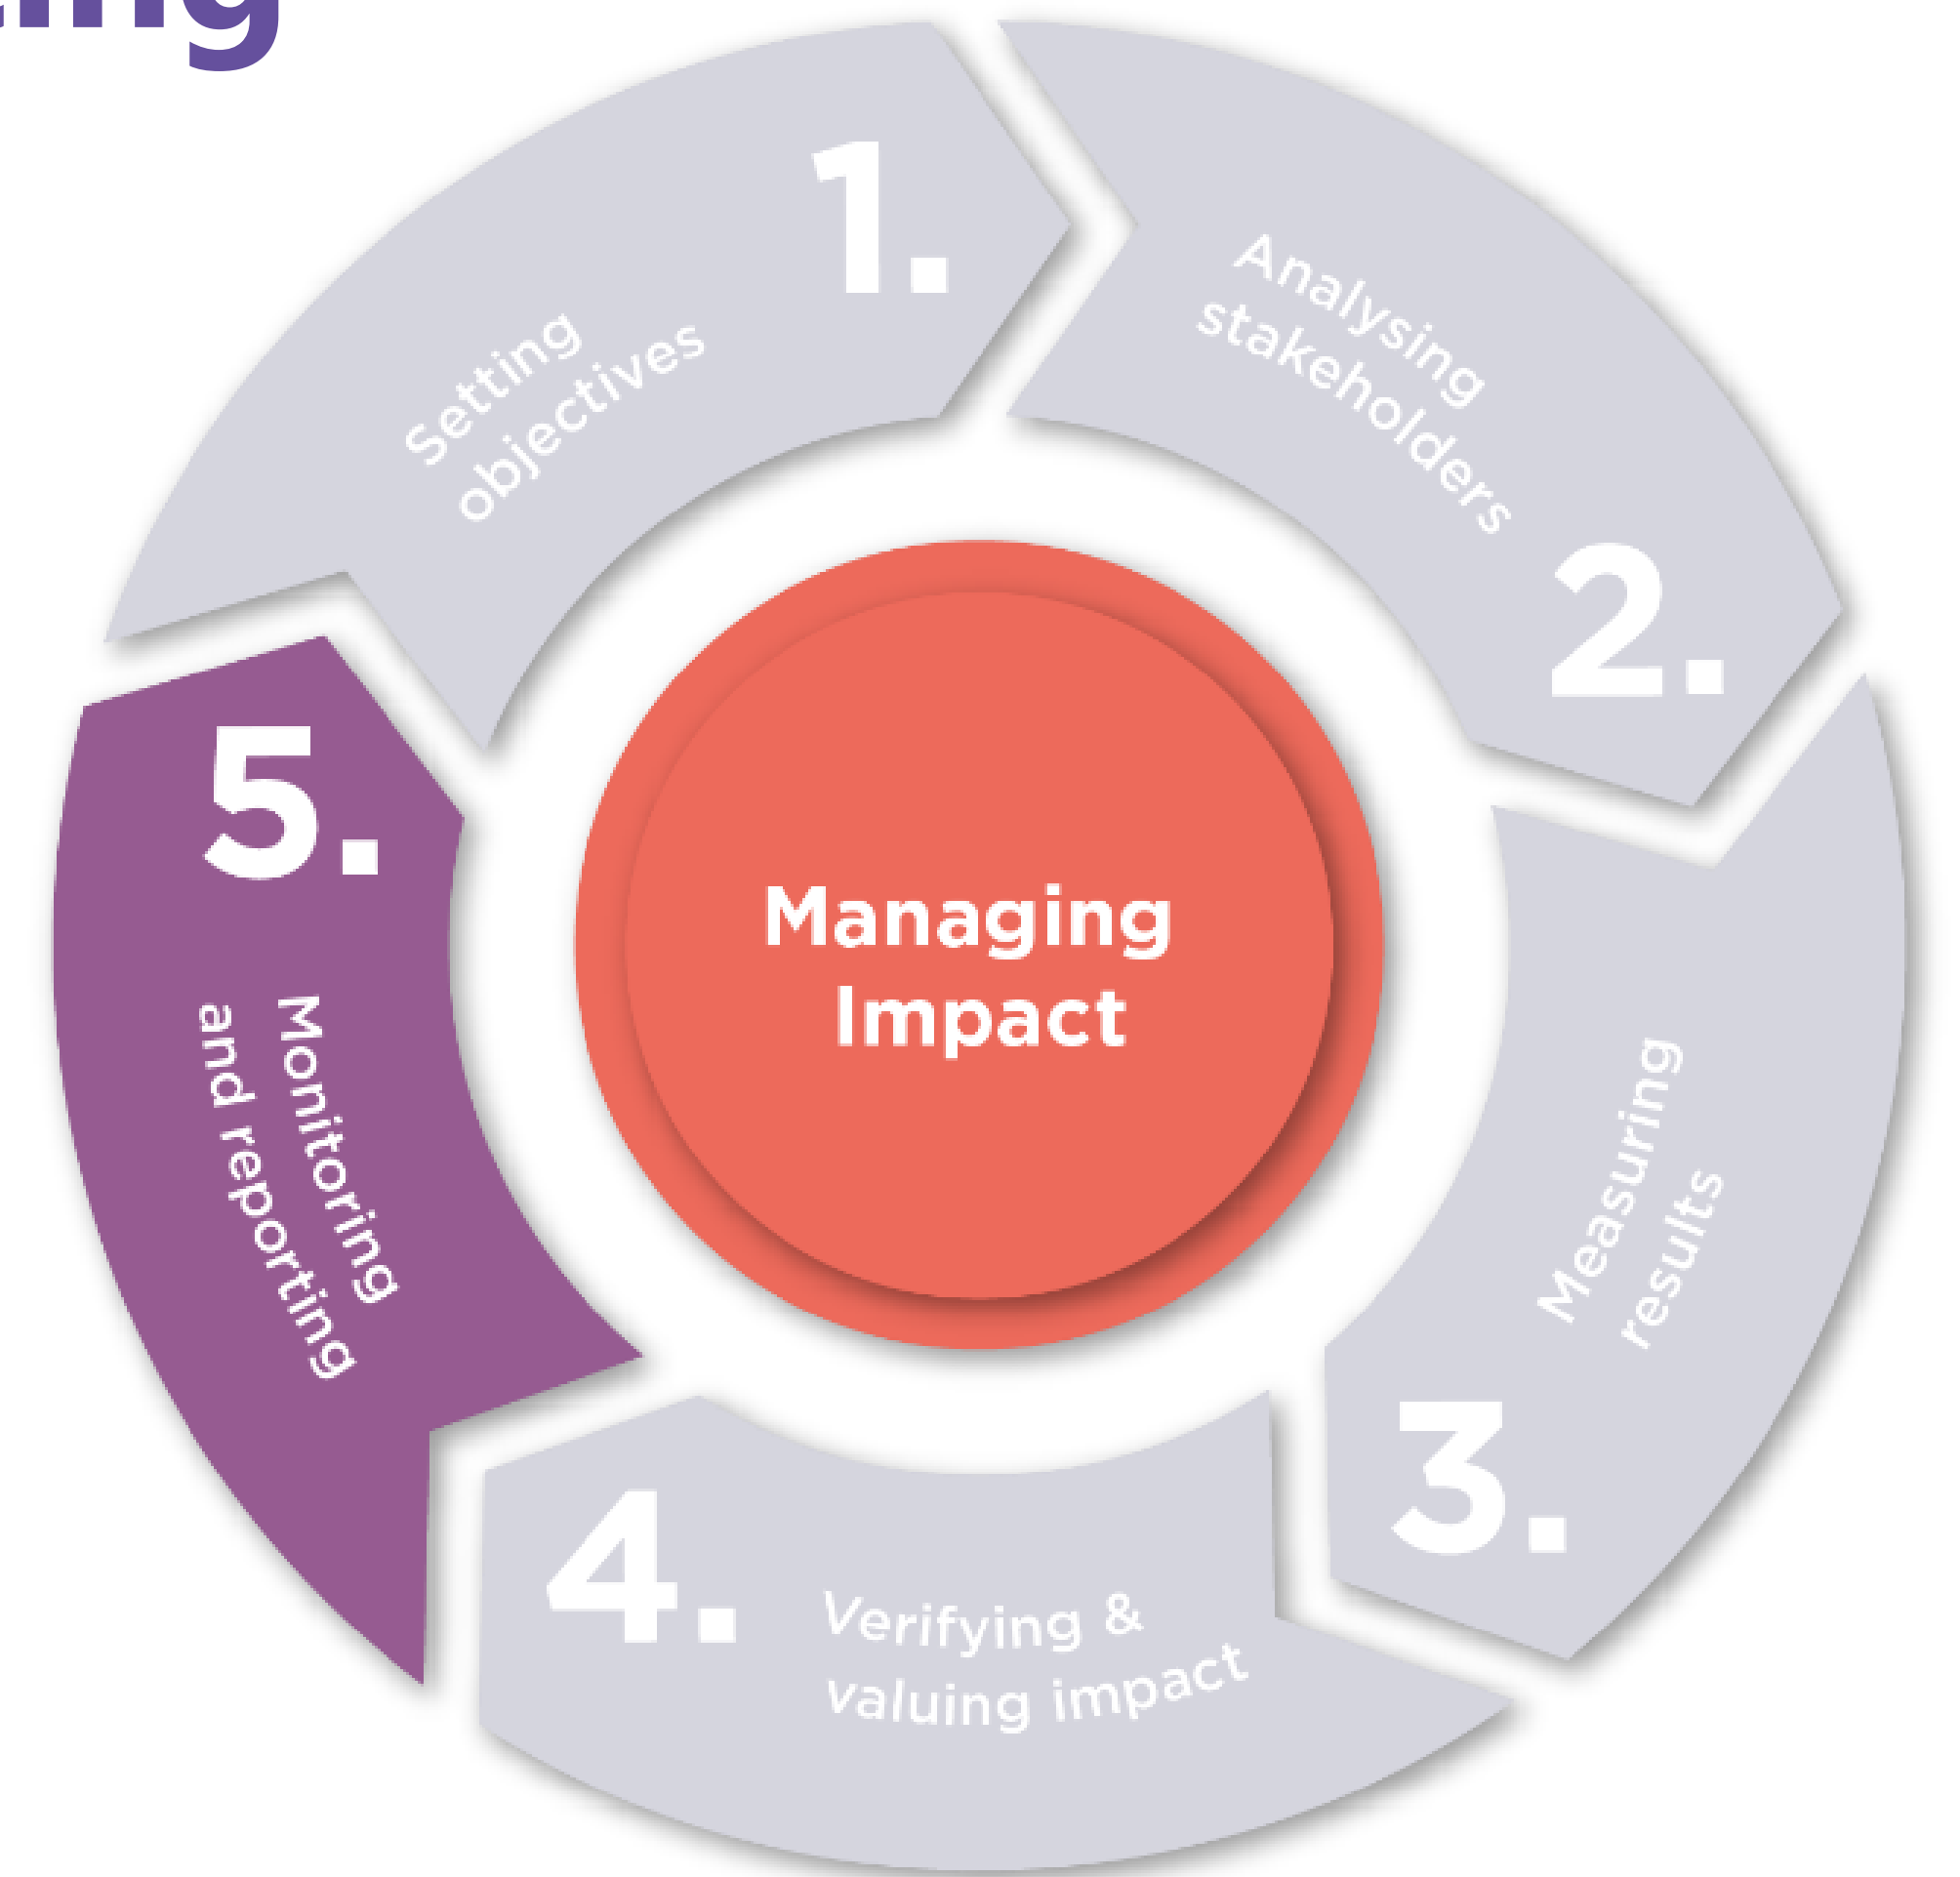 1.
Setting
objectives
Analysing
stakeholders
2.
Measuring
results
3.
4.
Verifying &
valuing impact
5.
Monitoring
and reporting
Managing
Impact